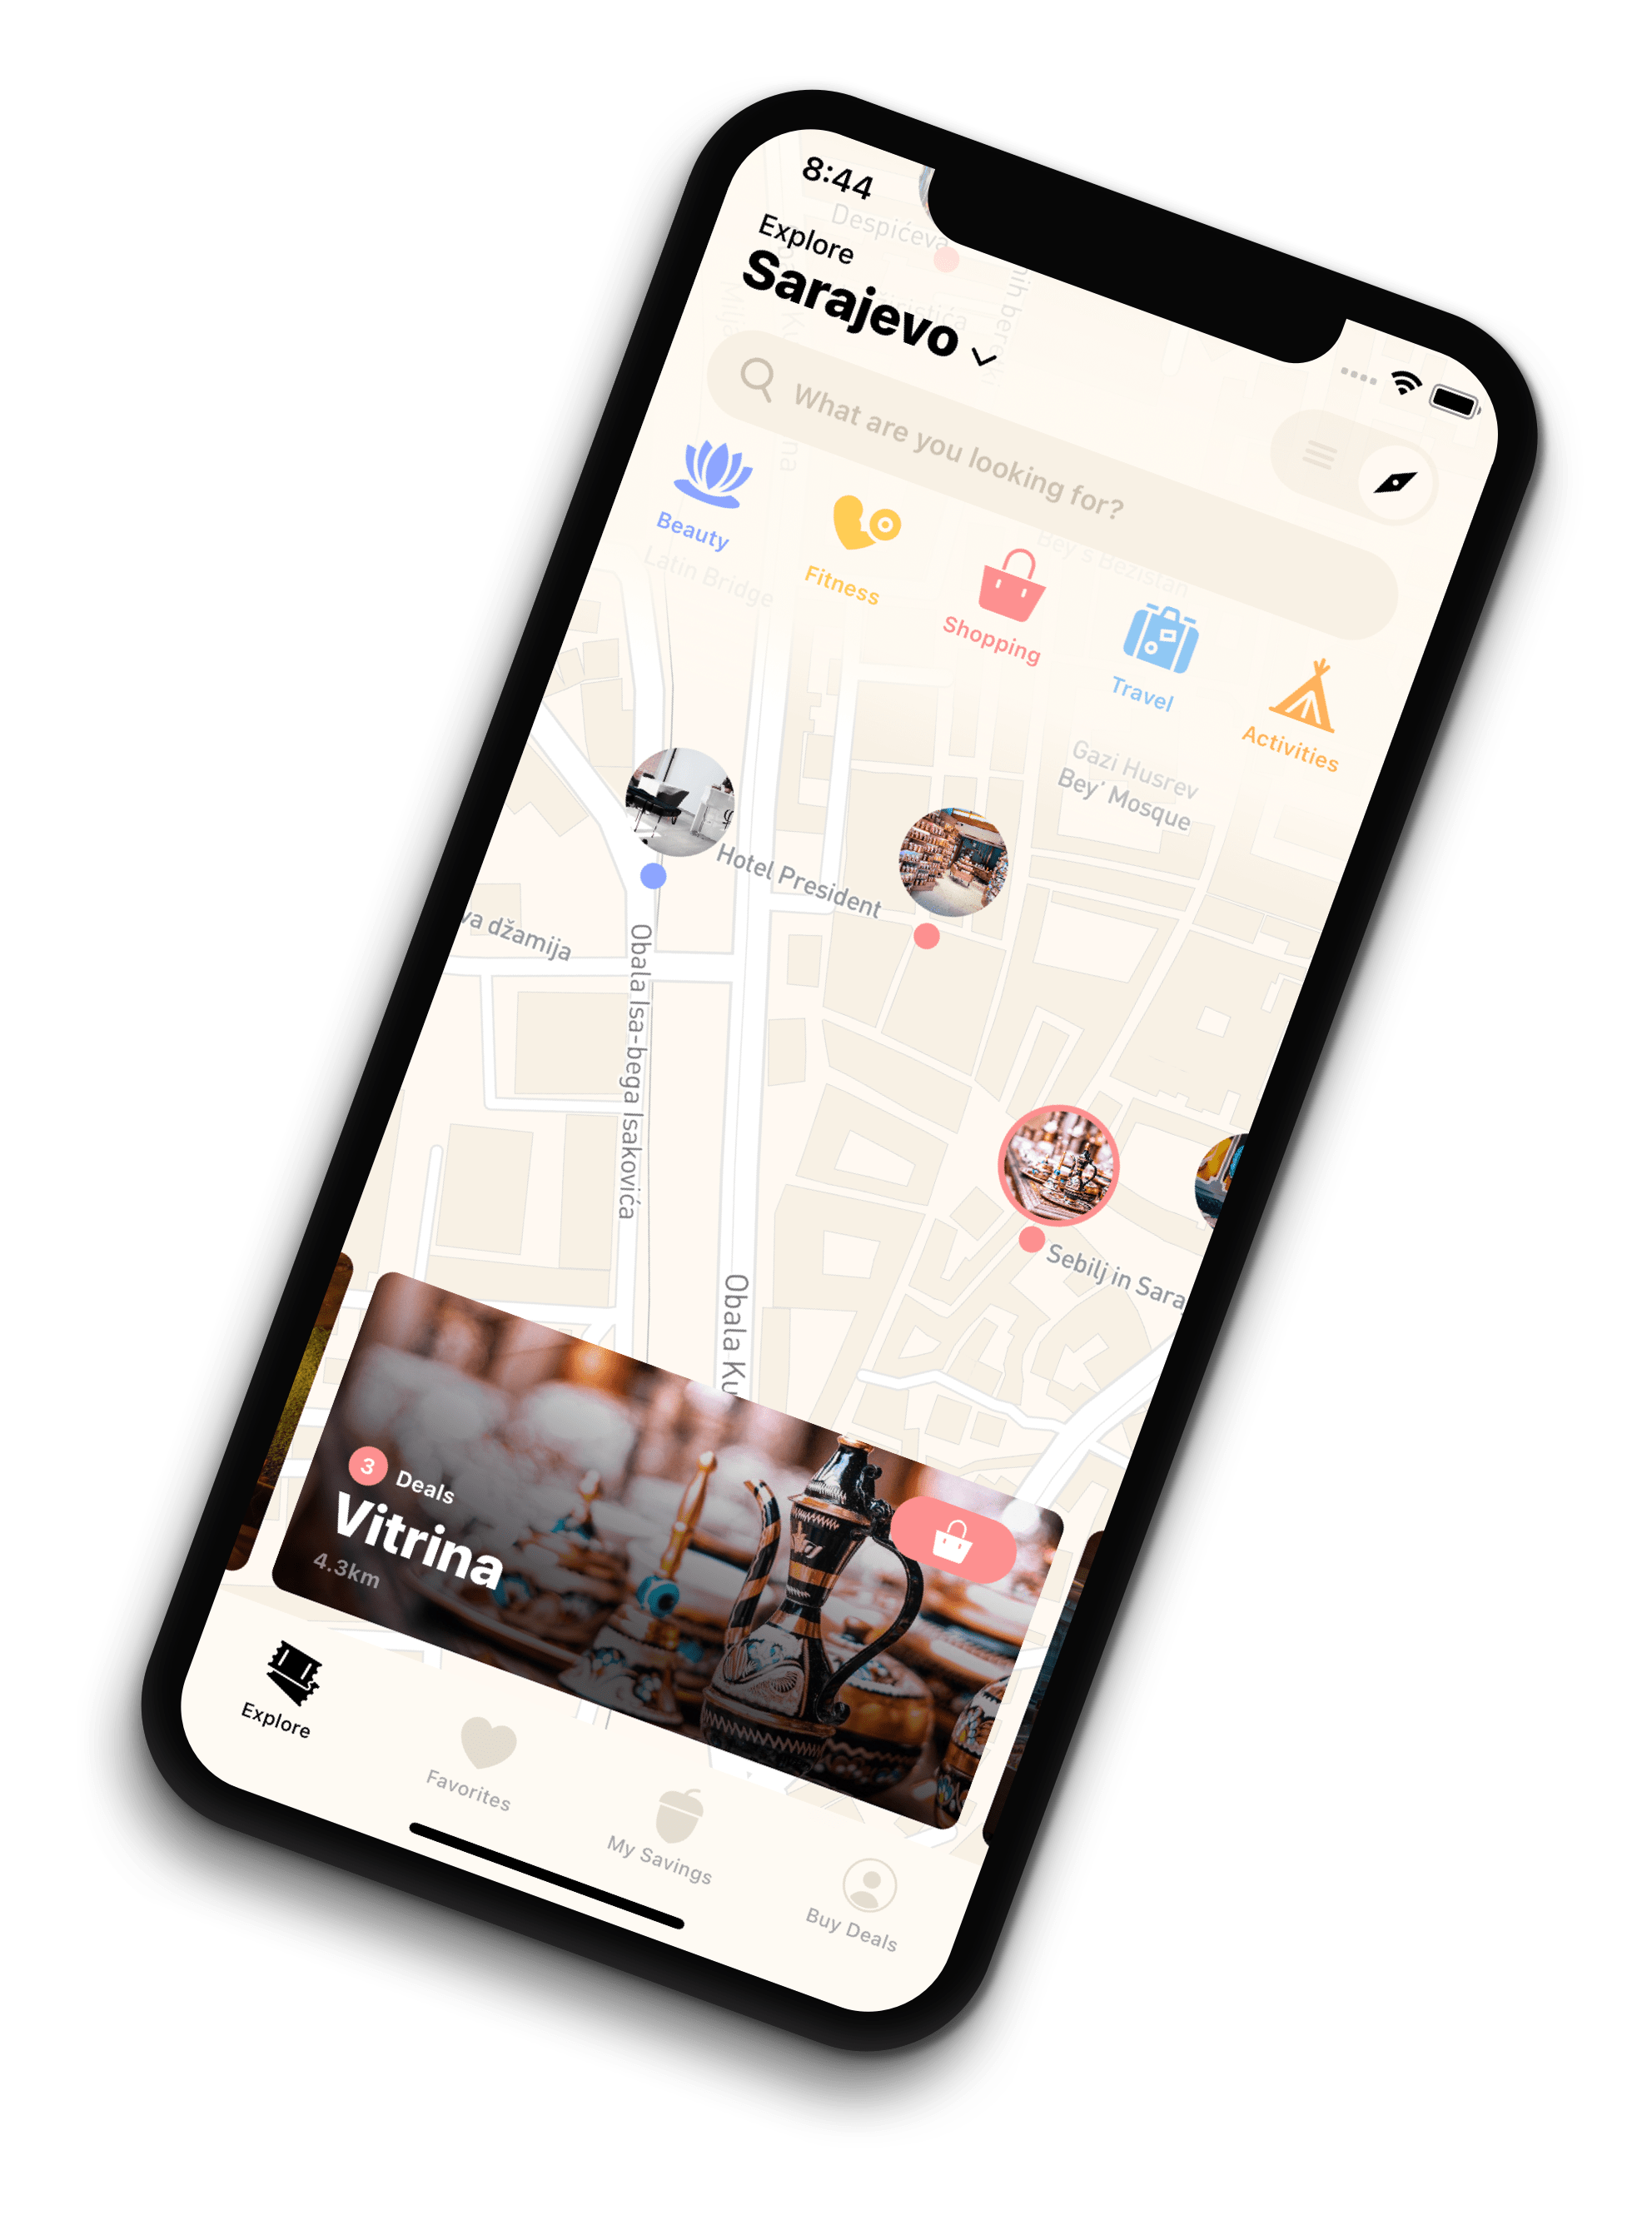 8:44
Despićeva
Explore
Sarajevo
What are you looking for?
Beauty
Fitness
Shopping
Travel
Activities
Latin Bridge
Bey's Bezistan
Gazi Husrev
Bey' Mosque
Hotel President
va džamija
Obala Isa-bega Isakovića
Sebilj in Sara
Obala Ku
3 Deals
Vitrina
4.3km
Explore
Favorites
My Savings
Buy Deals